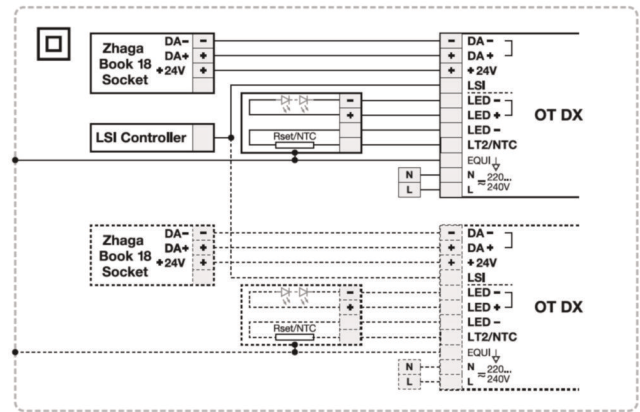 Zhaga
Book 18
Socket
DA-
DA+
+24V
-
+
+
LSI Controller
-
+
Rset/NTC
-
+
+
DA-
DA+
+24V
LSI
LED -
LED +
LED -
LT2/NTC
EQUI
N
L
N
L
220...
240V
OT DX
Zhaga
Book 18
Socket
DA-
DA+
+24V
-
+
+
-
+
Rset/NTC
-
+
+
DA-
DA+
+24V
LSI
LED -
LED +
LED -
LT2/NTC
EQUI
N
L
N
L
220...
240V
OT DX